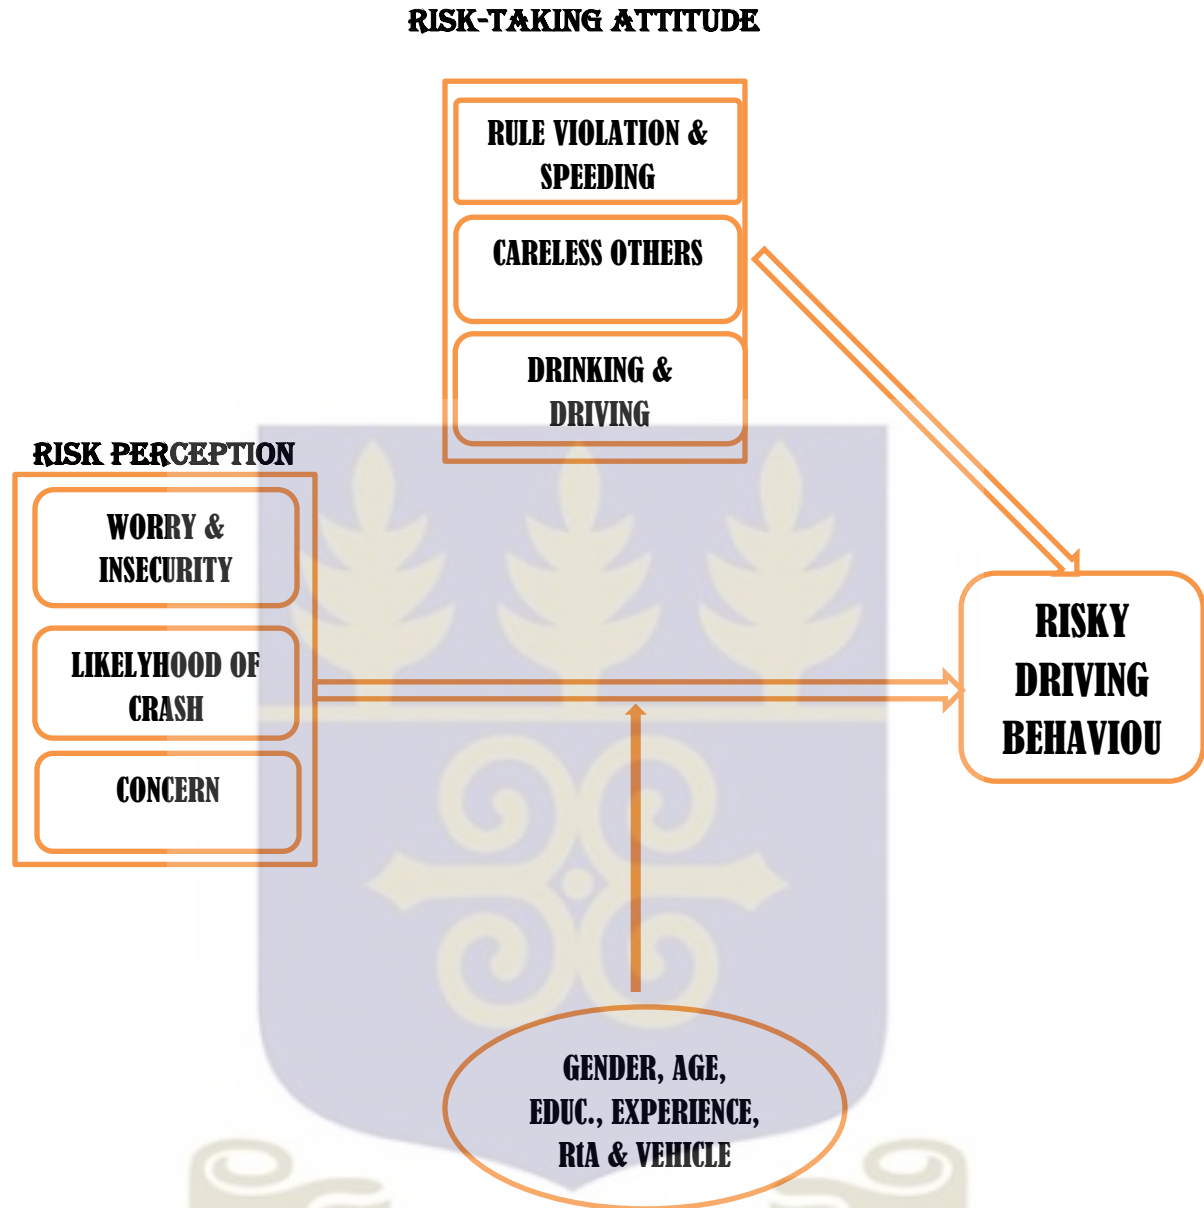 RISK-TAKING ATTITUDE
RULE VIOLATION &
SPEEDING
CARELESS OTHERS
DRINKING &
DRIVING
RISK PERCEPTION
WORRY &
INSECURITY
LIKELYHOOD OF
CRASH
CONCERN
RISKY
DRIVING
BEHAVIOU
GENDER, AGE,
EDUC., EXPERIENCE,
RtA & VEHICLE